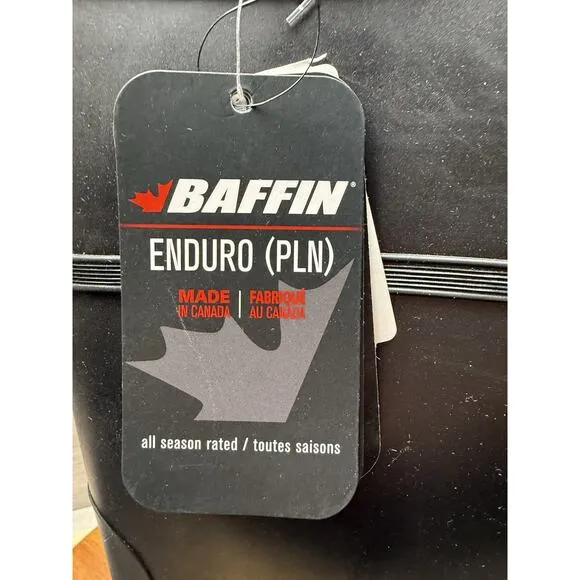 BAFFIN®
ENDURO (PLN)
MADE IN CANADA | FABRIQUÉ AU CANADA
all season rated / toutes saisons